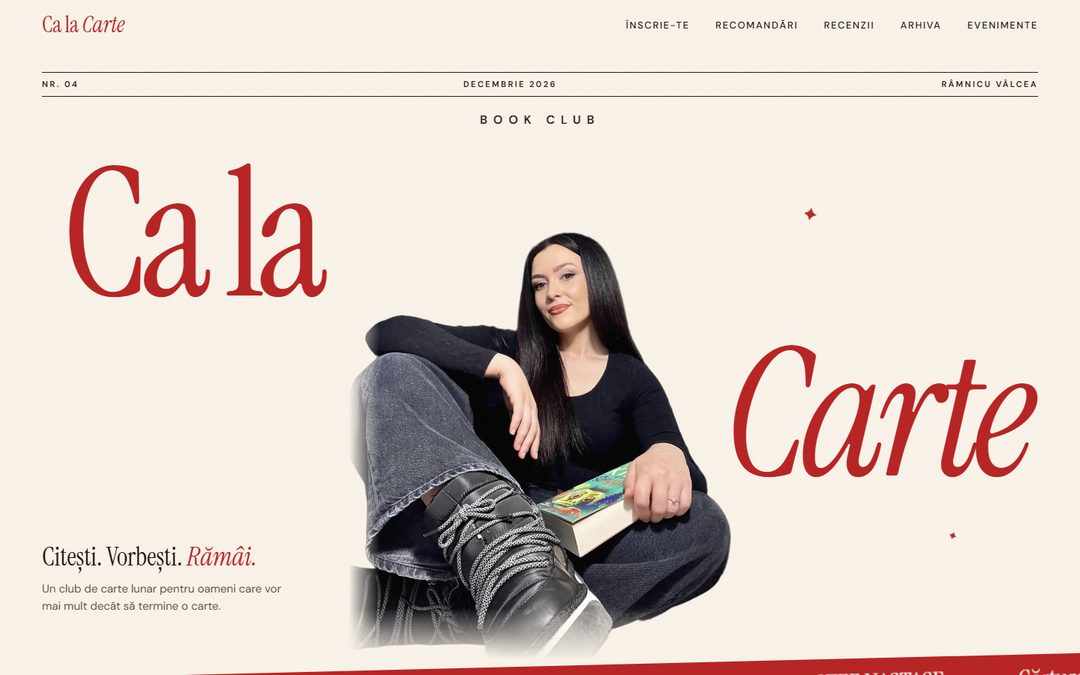 Ca la Carte
ÎNSCRIE-TE RECOMANDĂRI RECENZII ARHIVA EVENIMENTE
NR. 04 DECEMBRIE 2026 RÂMNICU VÂLCEA
BOOK CLUB
Ca la
Carte
Citești. Vorbești. Rămâi.
Un club de carte lunar pentru oameni care vor
mai mult decât să termine o carte.